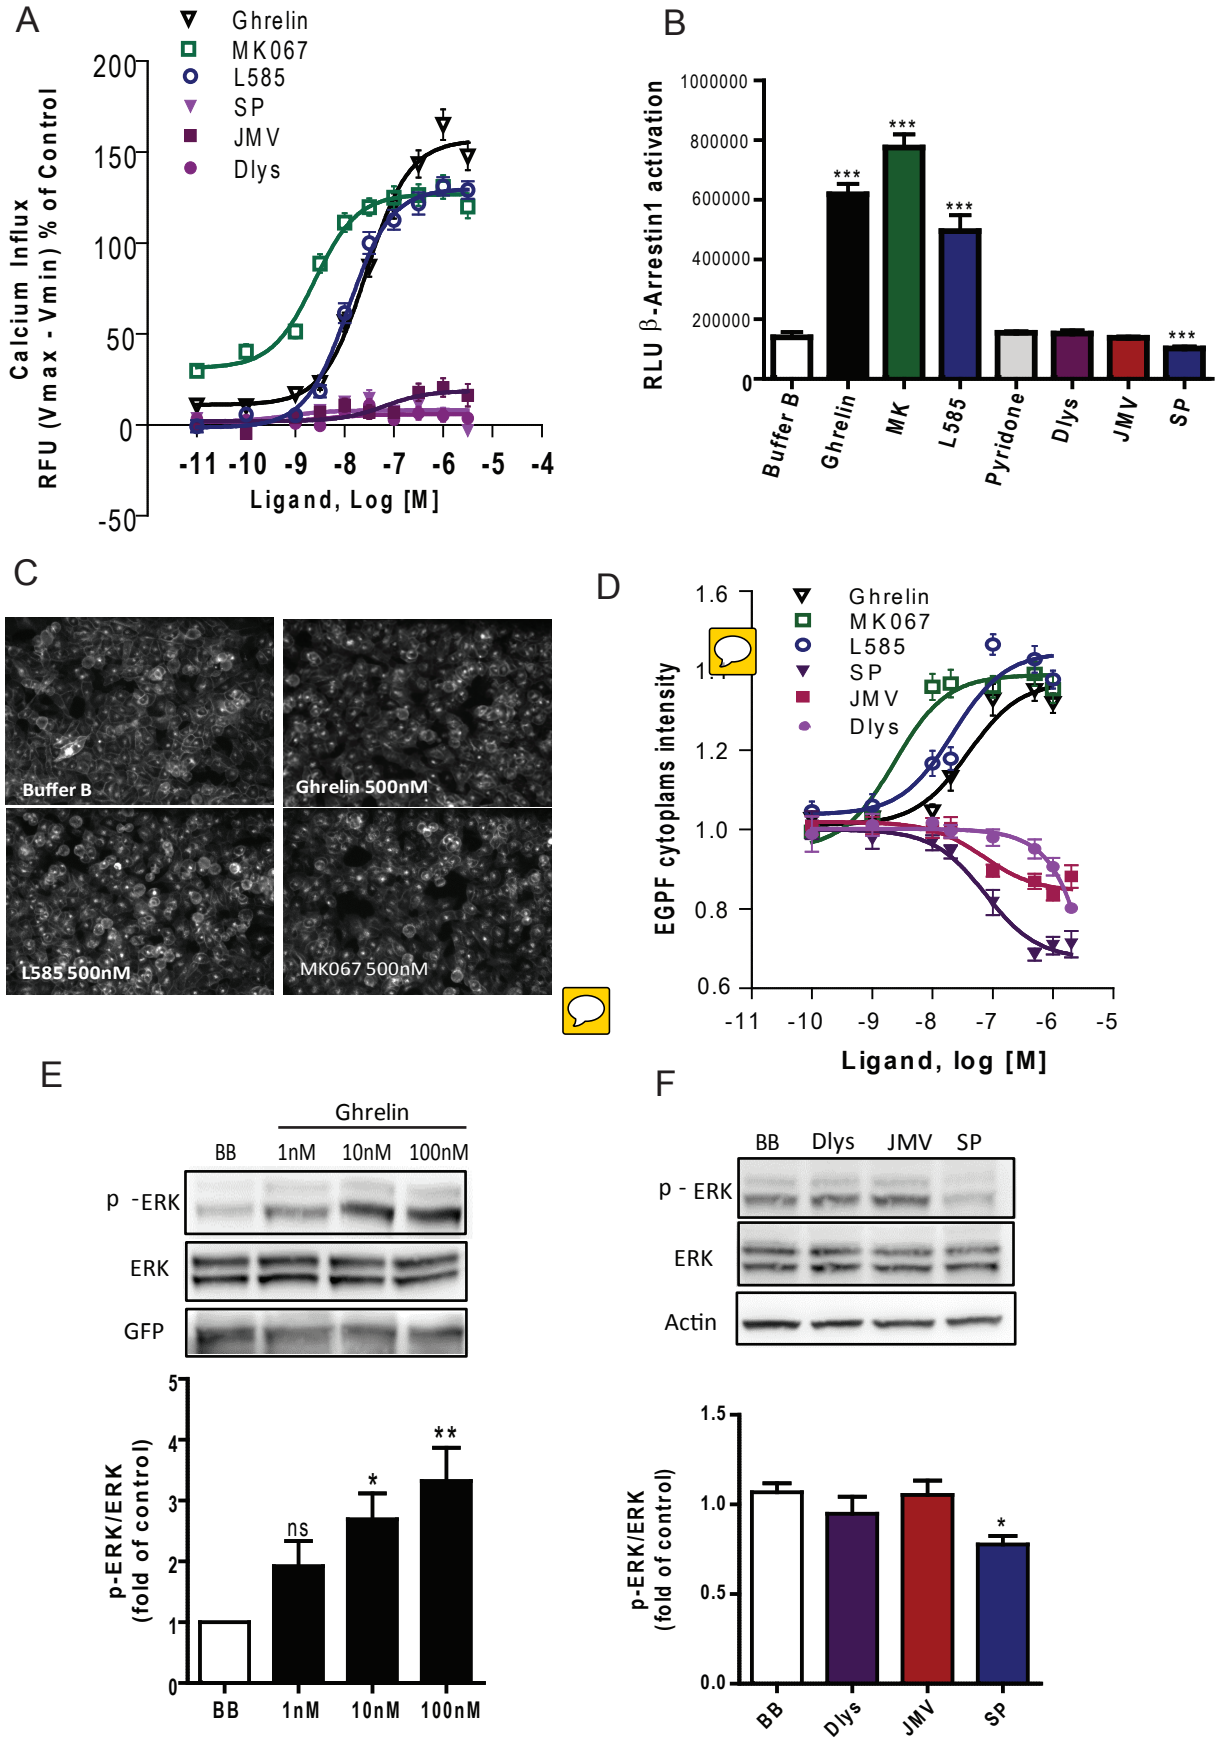 A
Ghrelin
MK067
L585
SP
JMV
Dlys
Calcium Influx
RFU (Vmax - Vmin) % of Control
200
150
100
50
0
-50
-11 -10 -9 -8 -7 -6 -5 -4
Ligand, Log [M]
B
RLU β-Arrestin1 activation
1000000
800000
600000
400000
200000
0
*** *** *** ***
Buffer B Ghrelin MK L585 Pyridone Dlys JMV SP
C
Buffer B
Ghrelin 500nM
L585 500nM
MK067 500nM
D
Ghrelin
MK067
L585
SP
JMV
Dlys
EGPF cytoplams intensity
1.6
1.2
1.0
0.8
0.6
-11 -10 -9 -8 -7 -6 -5
Ligand, log [M]
E
Ghrelin
BB 1nM 10nM 100nM
p -ERK
ERK
GFP
p-ERK/ERK
(fold of control)
5
4
3
2
1
0
ns * **
BB 1nM 10nM 100nM
F
BB Dlys JMV SP
p - ERK
ERK
Actin
p-ERK/ERK
(fold of control)
1.5
1.0
0.5
0.0
*
BB Dlys JMV SP